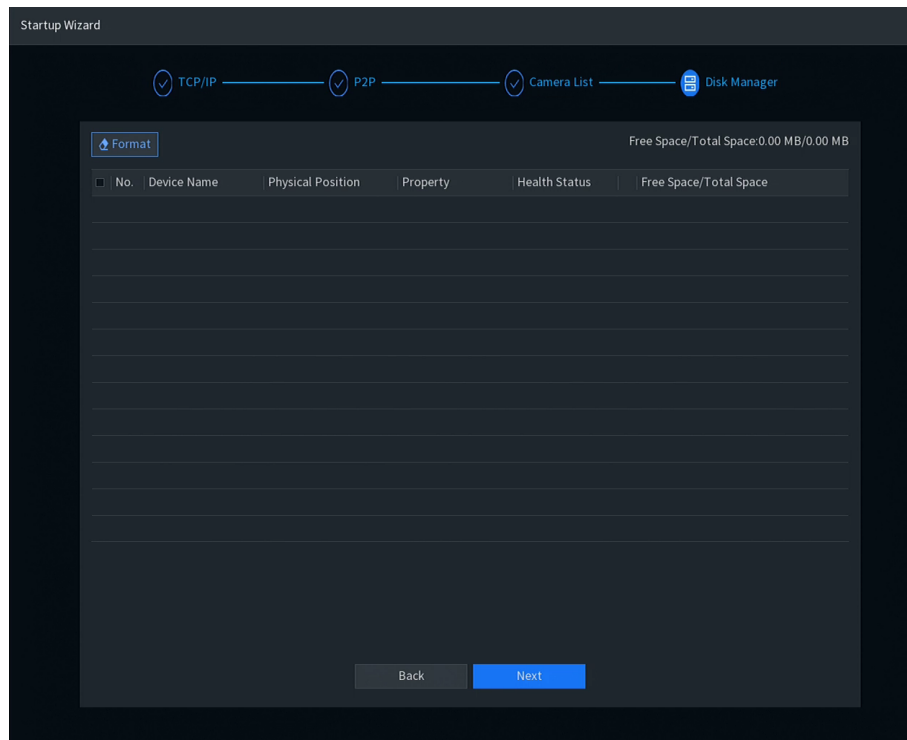 Startup Wizard
TCP/IP P2P Camera List Disk Manager
Format Free Space/Total Space:0.00 MB/0.00 MB
No. Device Name Physical Position Property Health Status Free Space/Total Space
Back Next